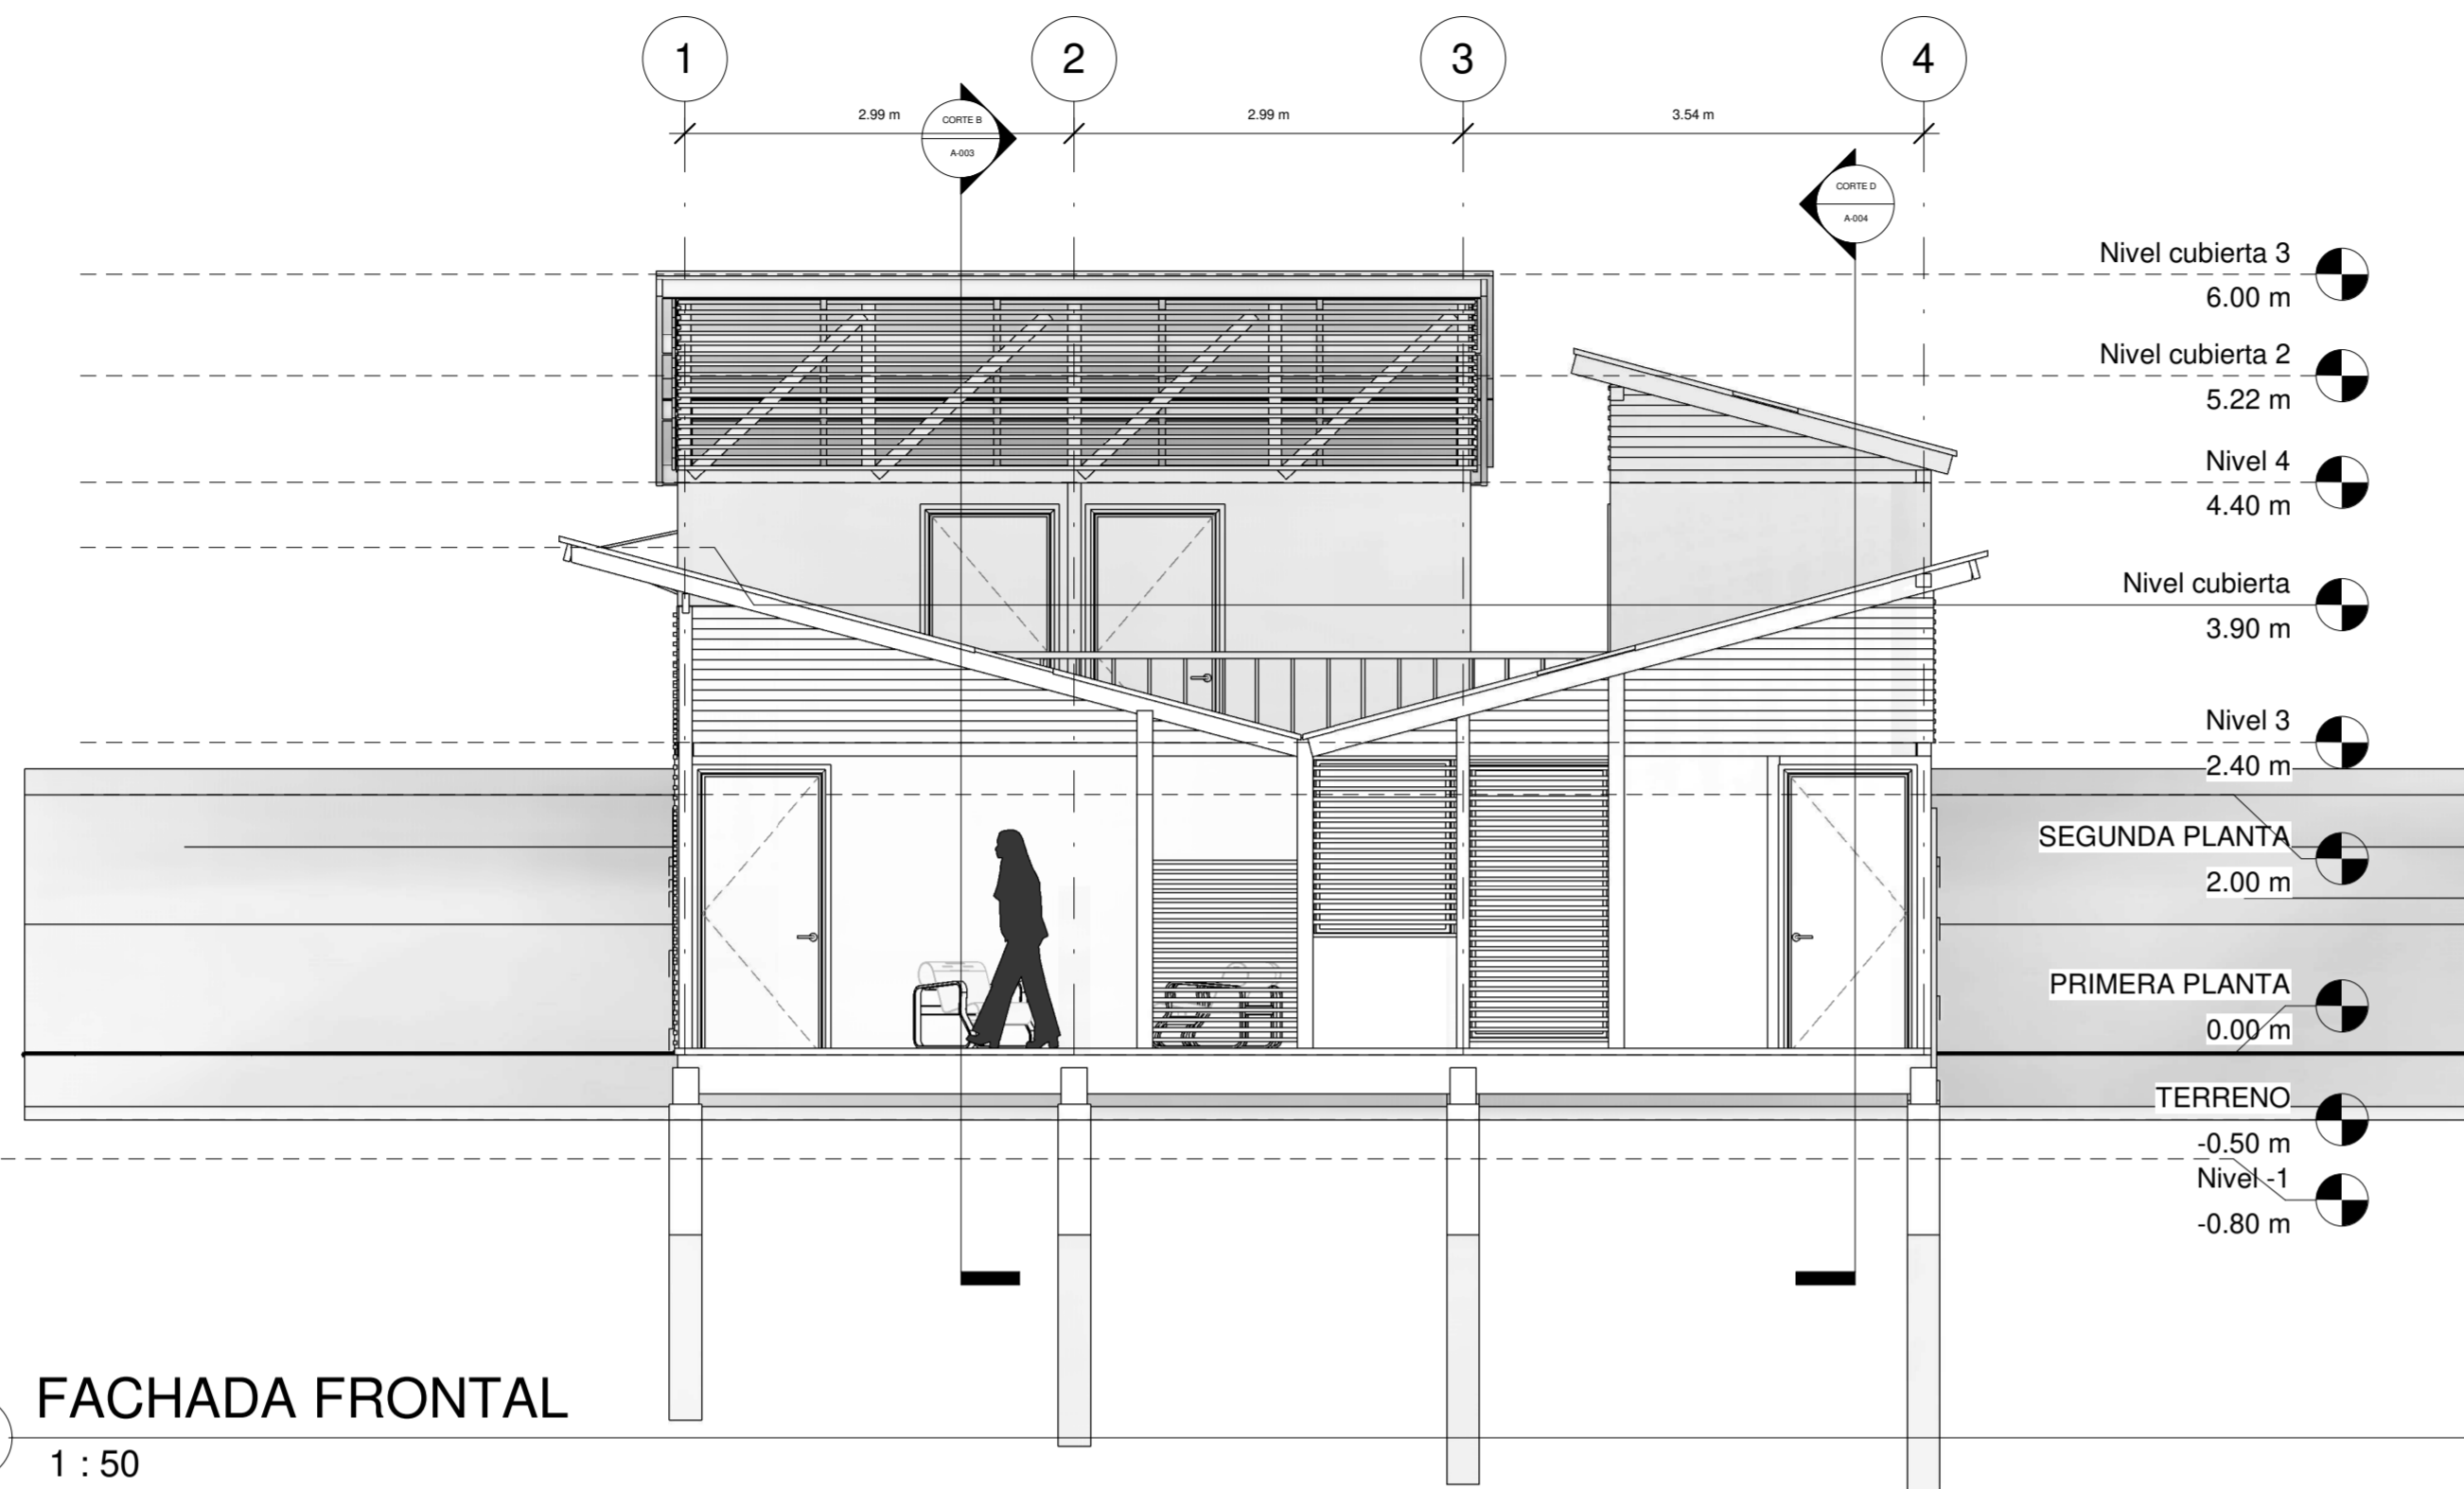 1
2
3
4
2.99 m
2.99 m
3.54 m
CORTE B
A-003
CORTE D
A-004
Nivel cubierta 3
6.00 m
Nivel cubierta 2
5.22 m
Nivel 4
4.40 m
Nivel cubierta
3.90 m
Nivel 3
2.40 m
SEGUNDA PLANTA
2.00 m
PRIMERA PLANTA
0.00 m
TERRENO
-0.50 m
Nivel -1
-0.80 m
FACHADA FRONTAL
1 : 50